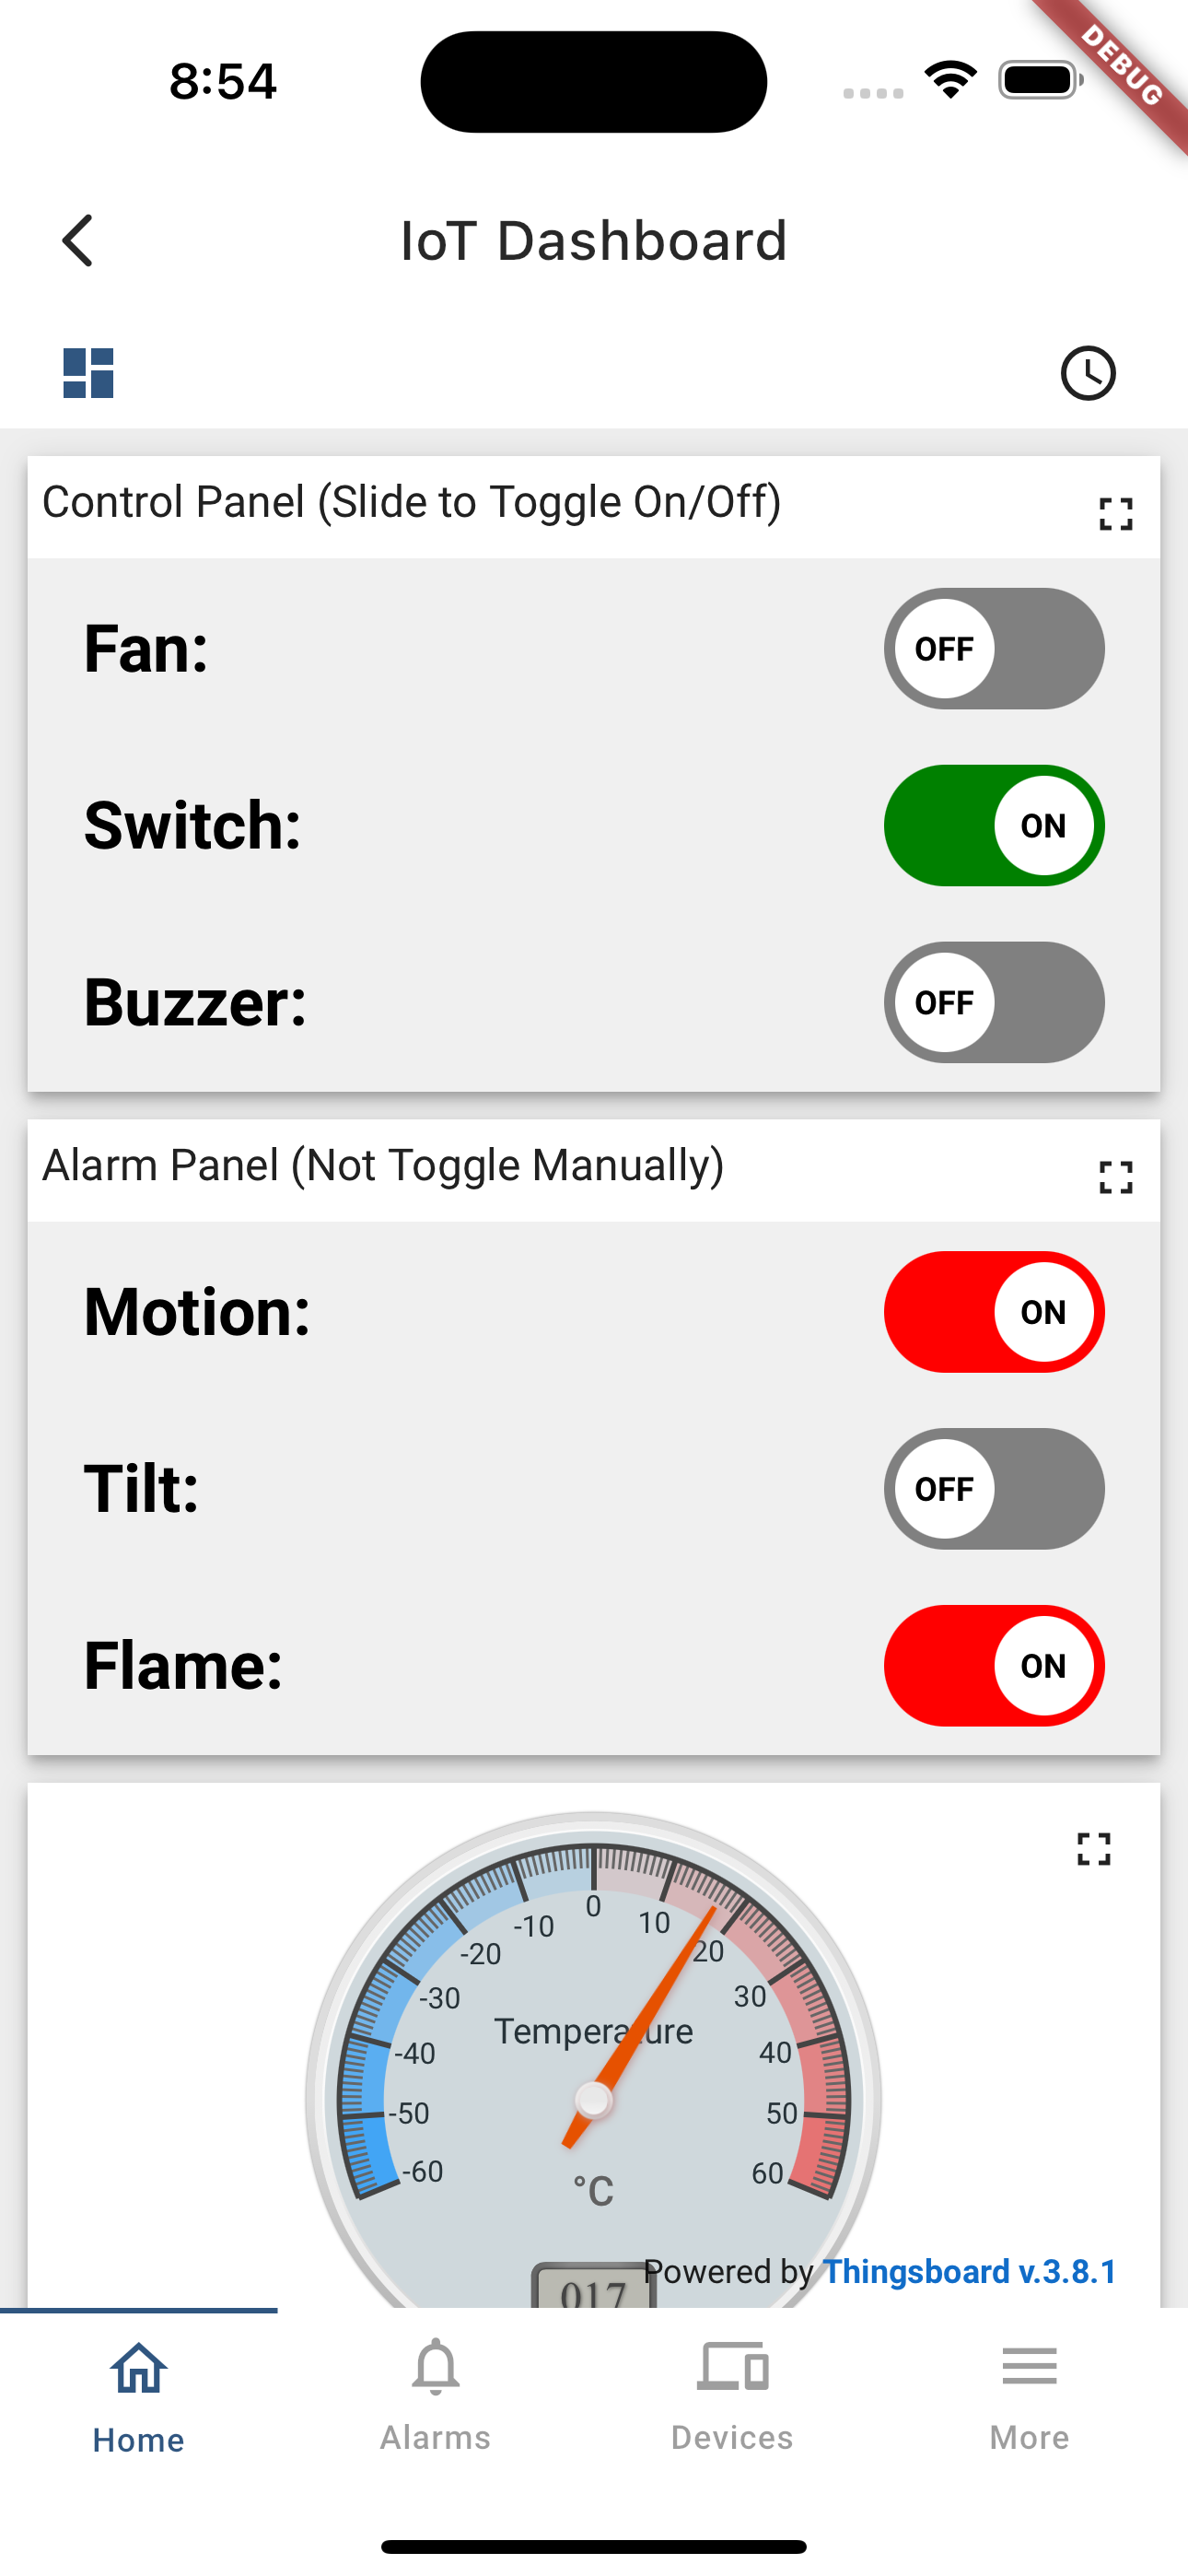 8:54
DEBUG
IoT Dashboard
Control Panel (Slide to Toggle On/Off)
Fan: OFF
Switch: ON
Buzzer: OFF
Alarm Panel (Not Toggle Manually)
Motion: ON
Tilt: OFF
Flame: ON
-60 -50 -40 -30 -20 -10 0 10 20 30 40 50 60
Temperature
°C
017
Powered by Thingsboard v.3.8.1
Home Alarms Devices More